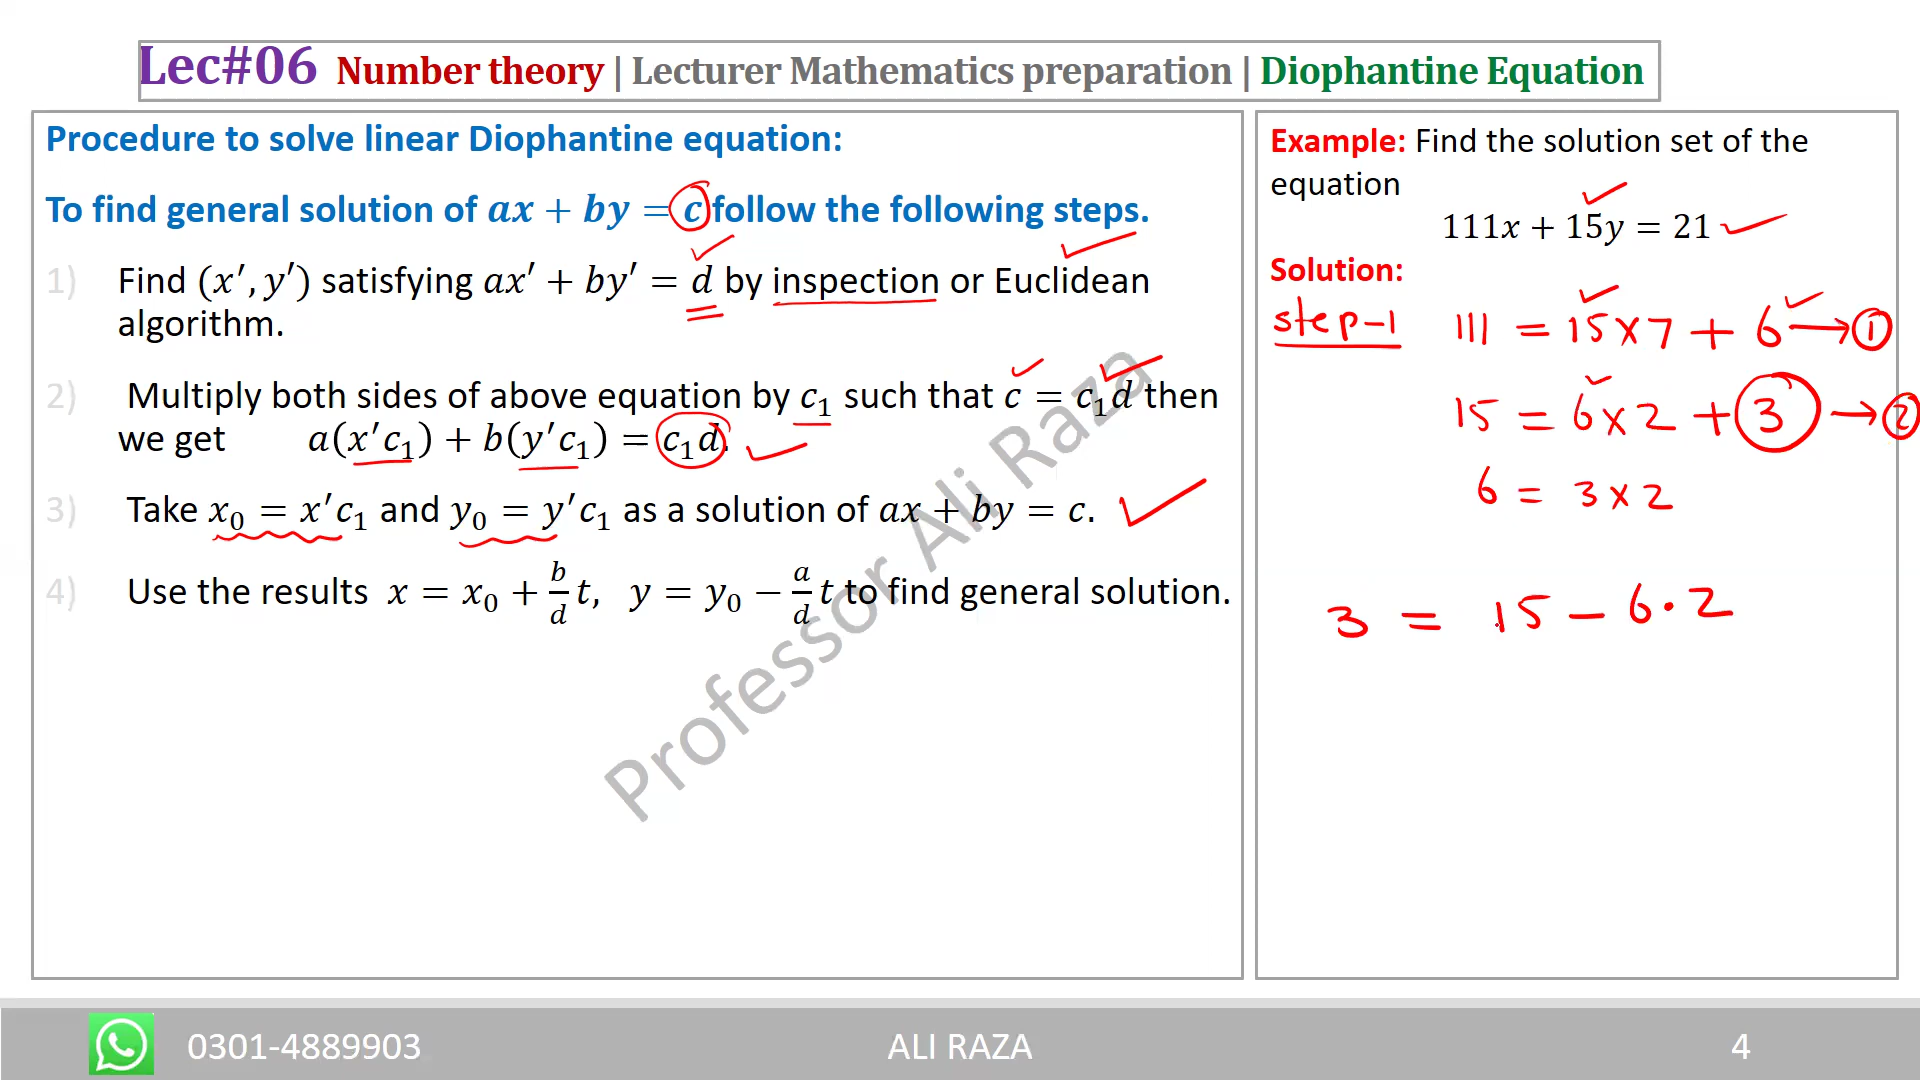 Lec#06 Number theory | Lecturer Mathematics preparation | Diophantine Equation
Procedure to solve linear Diophantine equation:
To find general solution of ax + by = c follow the following steps.
1) Find (x′, y′) satisfying ax′ + by′ = d by inspection or Euclidean
algorithm.
2) Multiply both sides of above equation by c₁ such that c = c₁d then
we get a(x′c₁) + b(y′c₁) = c₁d.
3) Take x₀ = x′c₁ and y₀ = y′c₁ as a solution of ax + by = c.
4) Use the results x = x₀ + b/d t, y = y₀ − a/d t to find general solution.
Example: Find the solution set of the
equation
111x + 15y = 21
Solution:
step-1 111 = 15×7 + 6 → ①
15 = 6×2 + 3 → ②
6 = 3×2
3 = 15 − 6·2
Professor Ali Raza
0301-4889903 ALI RAZA 4